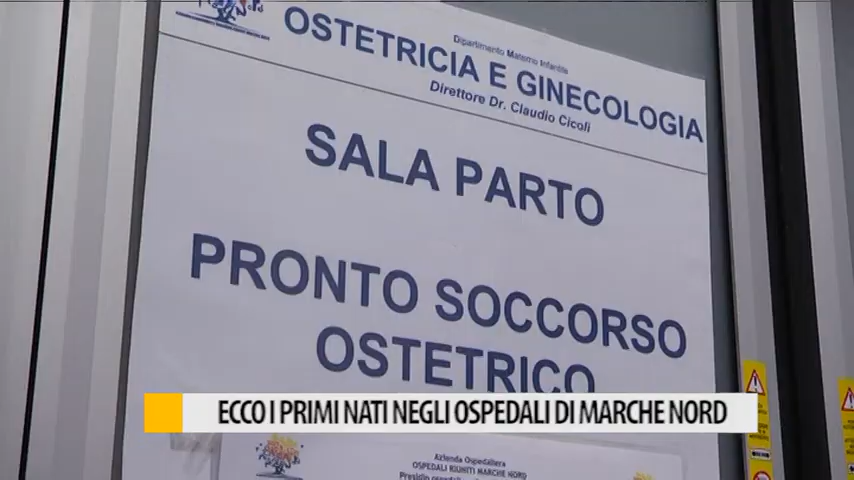 Dipartimento Materno Infantile
OSTETRICIA E GINECOLOGIA
Direttore Dr. Claudio Cicoli
SALA PARTO
PRONTO SOCCORSO
OSTETRICO
ECCO I PRIMI NATI NEGLI OSPEDALI DI MARCHE NORD
Azienda Ospedaliera
OSPEDALI RIUNITI MARCHE NORD